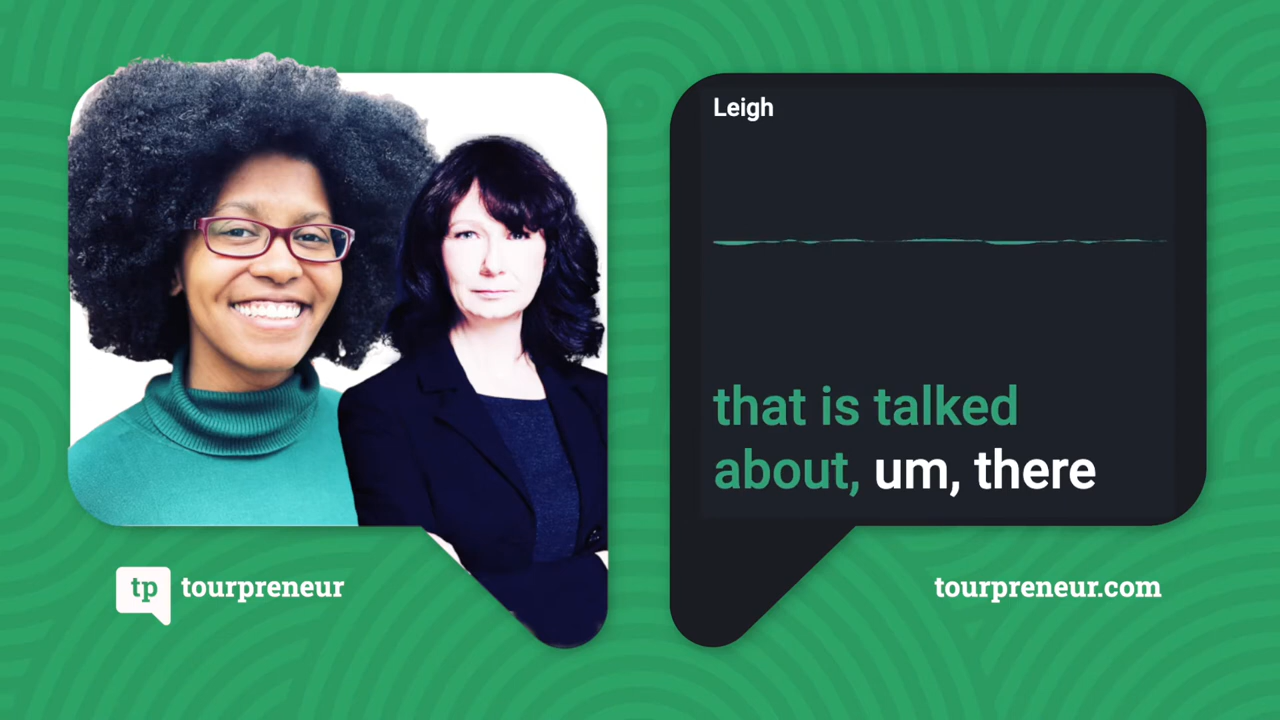 Leigh
that is talked
about, um, there
tp tourpreneur
tourpreneur.com